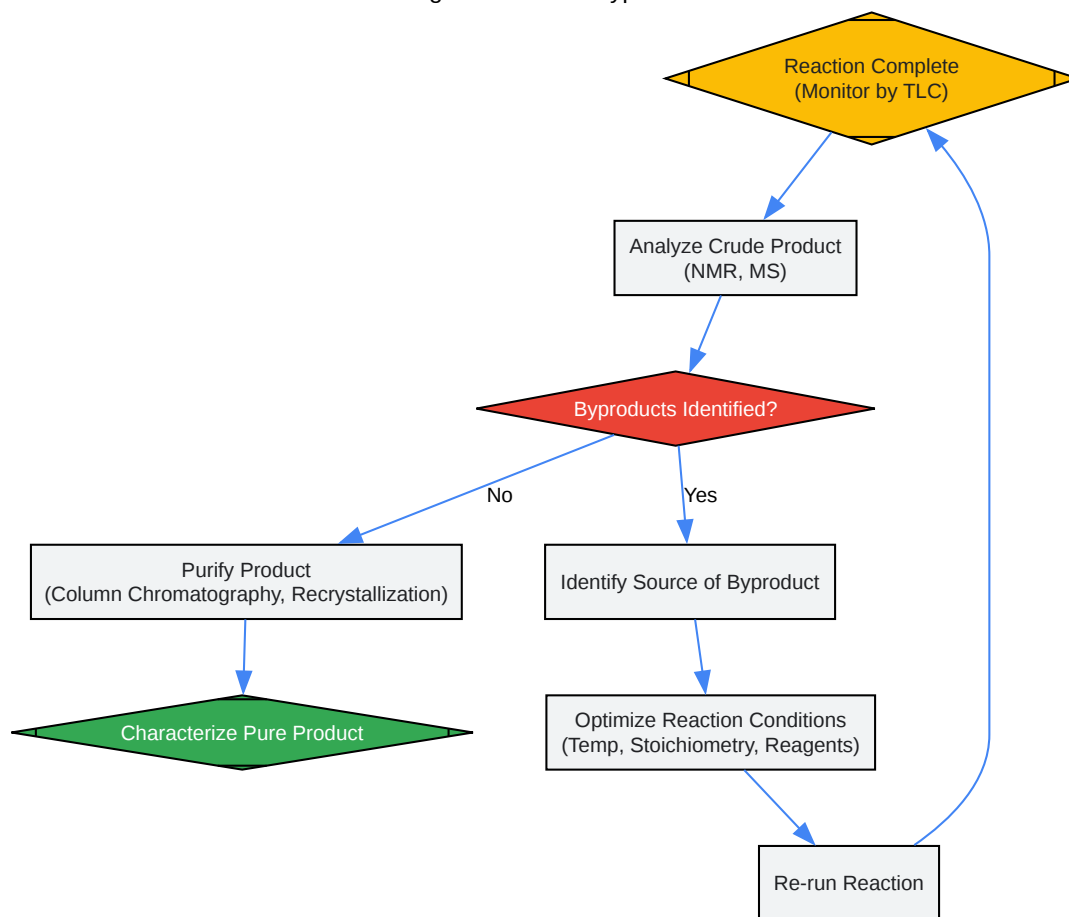 Reaction Complete
(Monitor by TLC)
Analyze Crude Product
(NMR, MS)
Byproducts Identified?
No
Yes
Purify Product
(Column Chromatography, Recrystallization)
Identify Source of Byproduct
Characterize Pure Product
Optimize Reaction Conditions
(Temp, Stoichiometry, Reagents)
Re-run Reaction